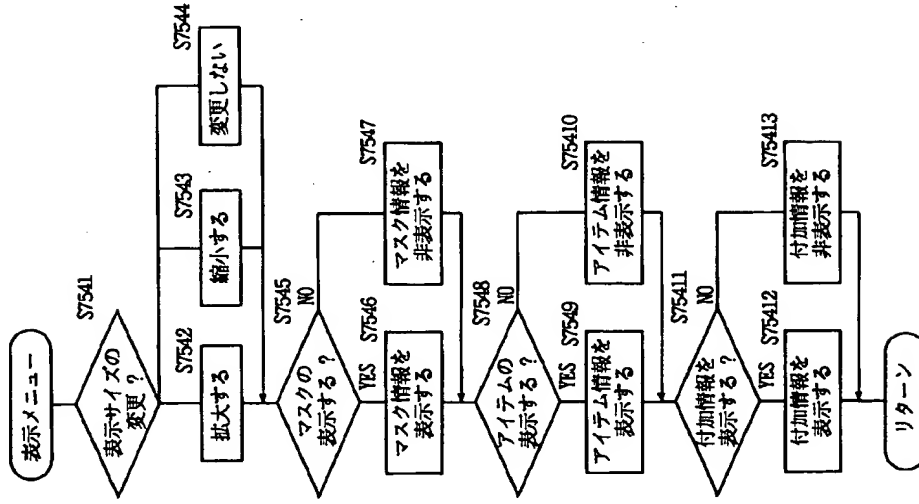 表示メニュー
S7541
表示サイズの
変更？
S7542
拡大する
S7543
縮小する
S7544
変更しない
S7545
マスクの
表示する？
NO
YES
S7546
マスク情報を
表示する
S7547
マスク情報を
非表示する
S7548
アイテムの
表示する？
NO
YES
S7549
アイテム情報を
表示する
S75410
アイテム情報を
非表示する
S75411
付加情報を
表示する？
NO
YES
S75412
付加情報を
表示する
S75413
付加情報を
非表示する
リターン